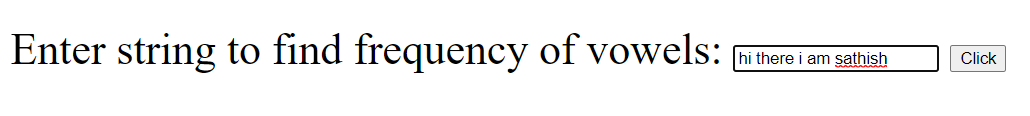 Enter string to find frequency of vowels: hi there i am sathish Click